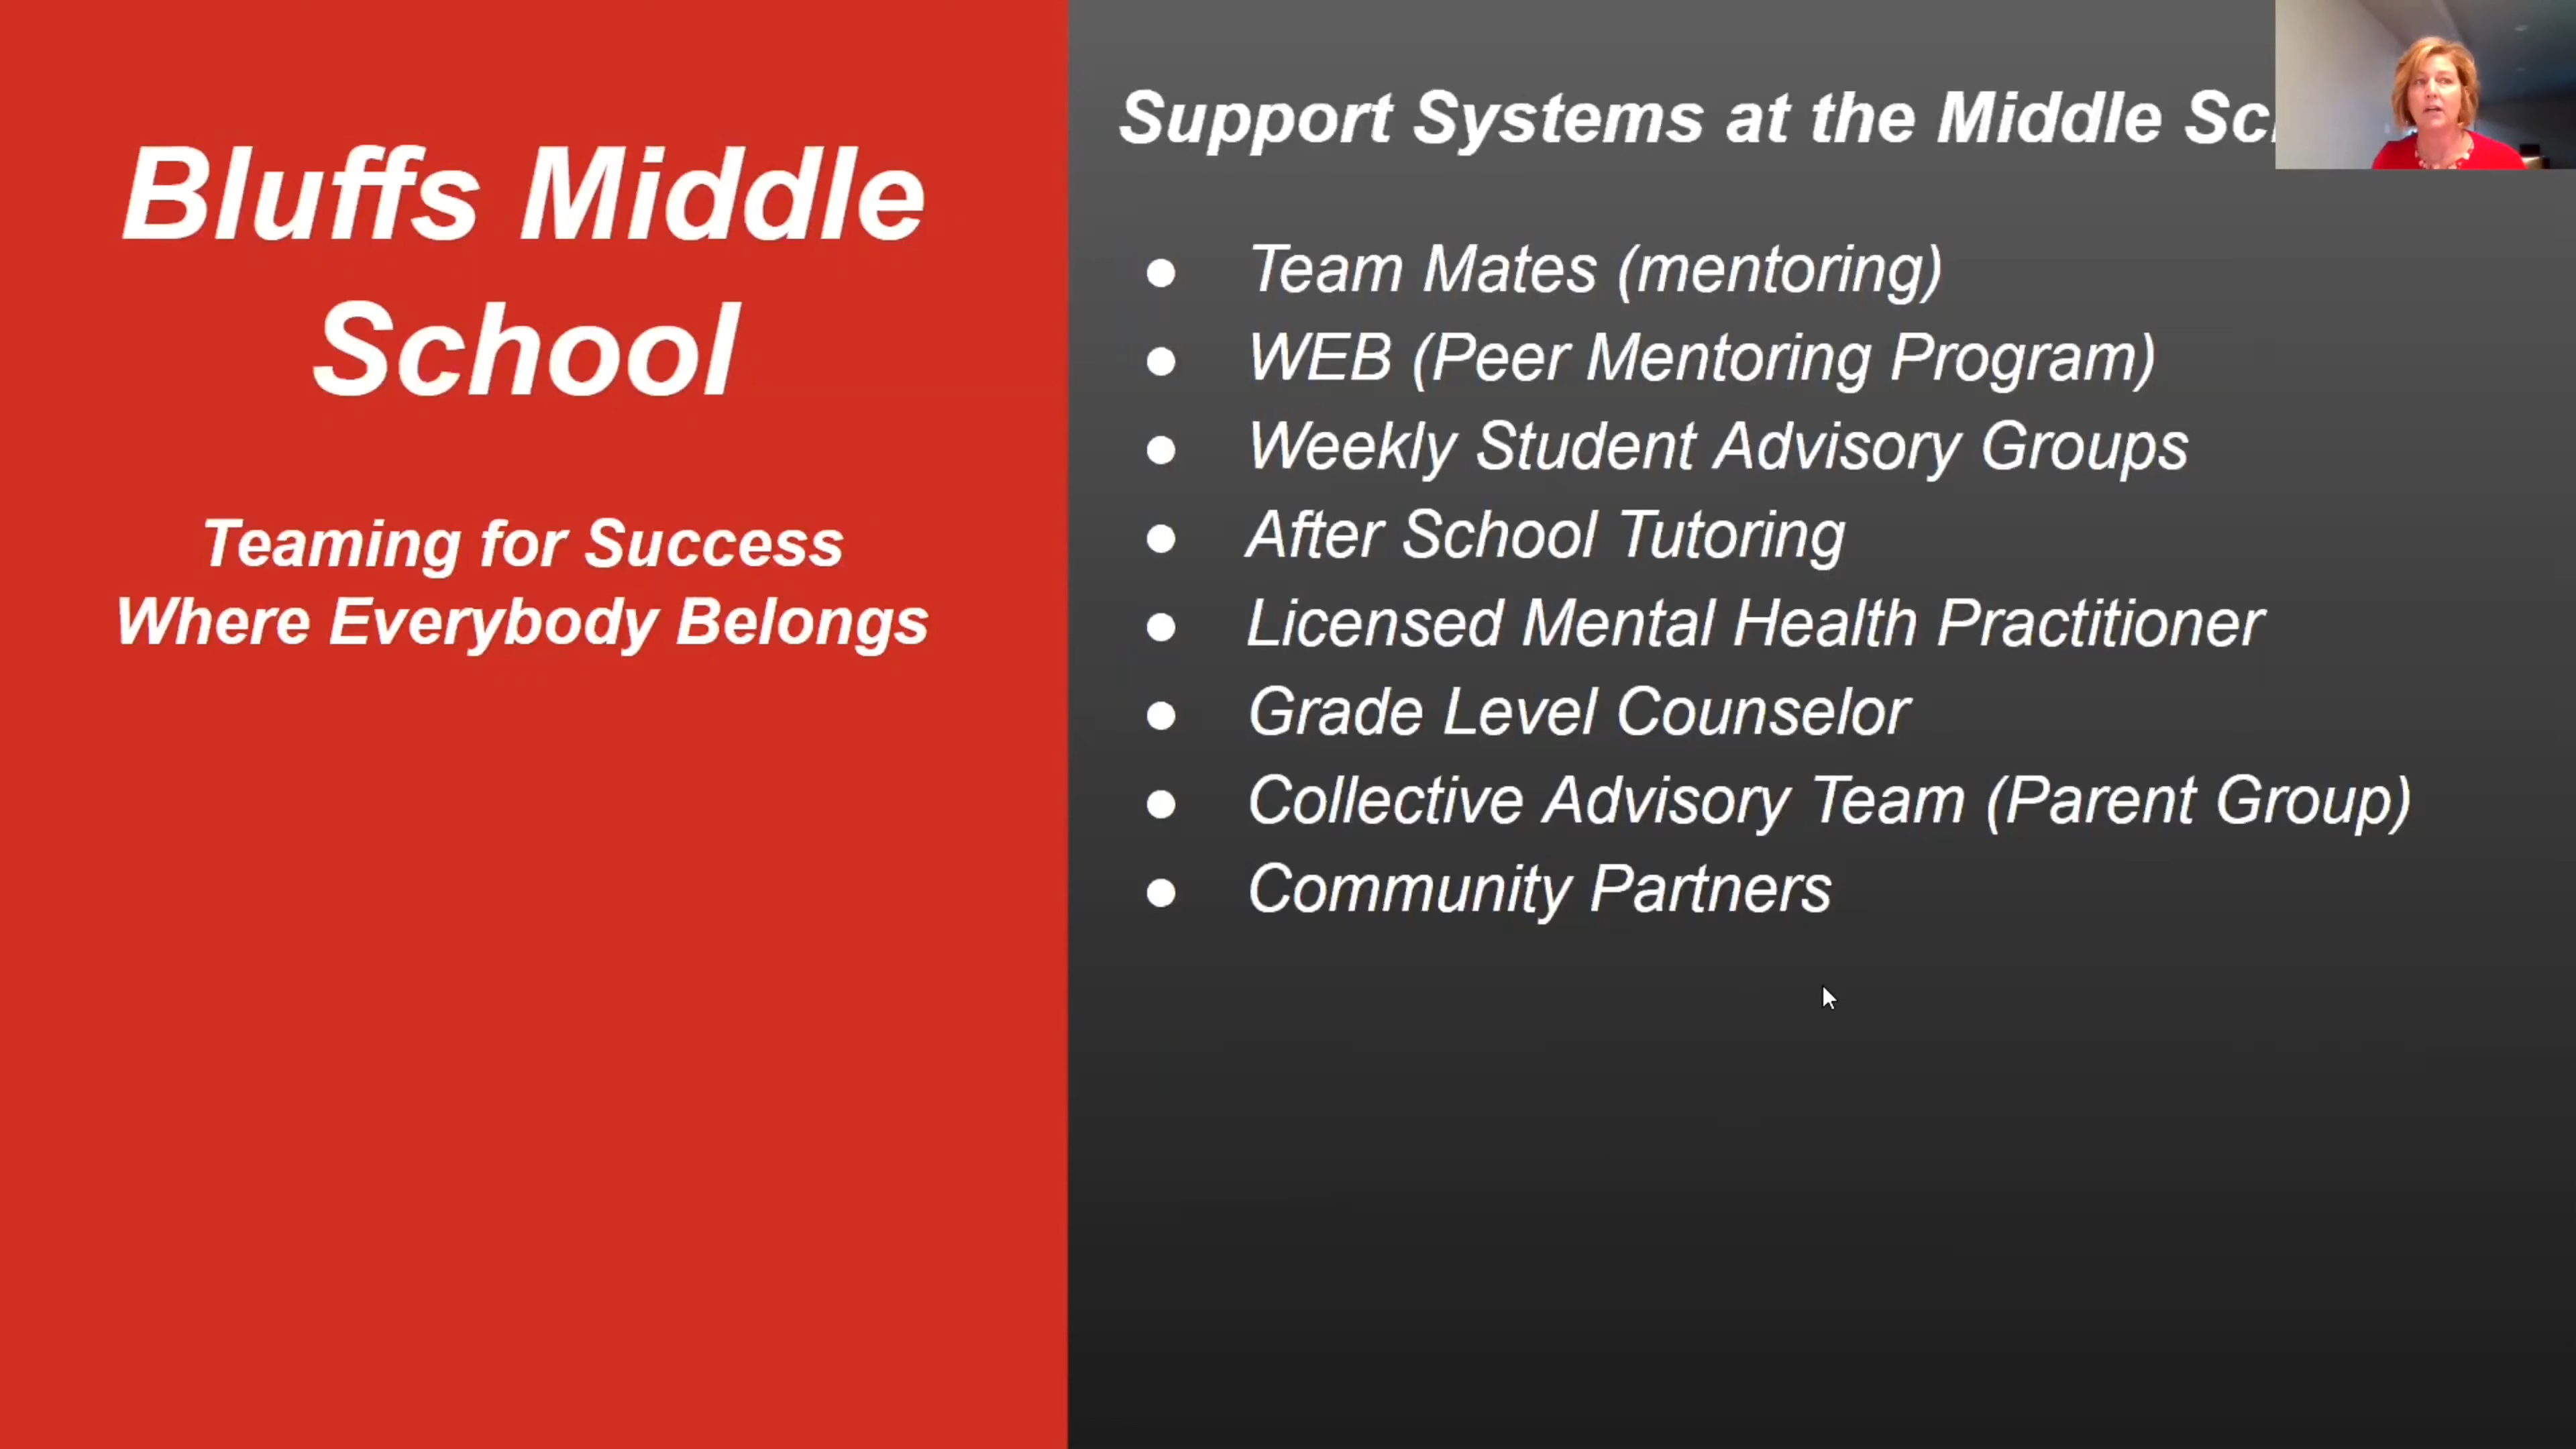 Bluffs Middle
School
Teaming for Success
Where Everybody Belongs
Support Systems at the Middle
● Team Mates (mentoring)
● WEB (Peer Mentoring Program)
● Weekly Student Advisory Groups
● After School Tutoring
● Licensed Mental Health Practitioner
● Grade Level Counselor
● Collective Advisory Team (Parent Group)
● Community Partners